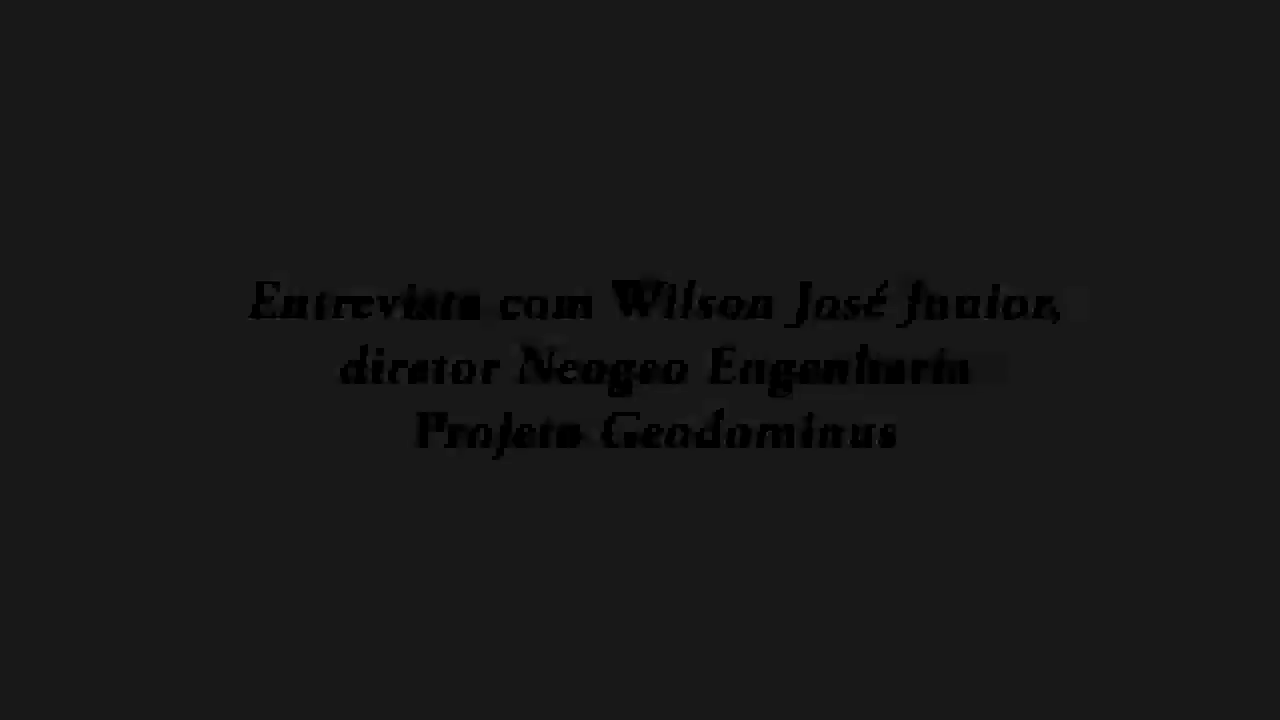 Entrevista com Wilson José Junior,
diretor Neogeo Engenharia
Projeto Geodominus